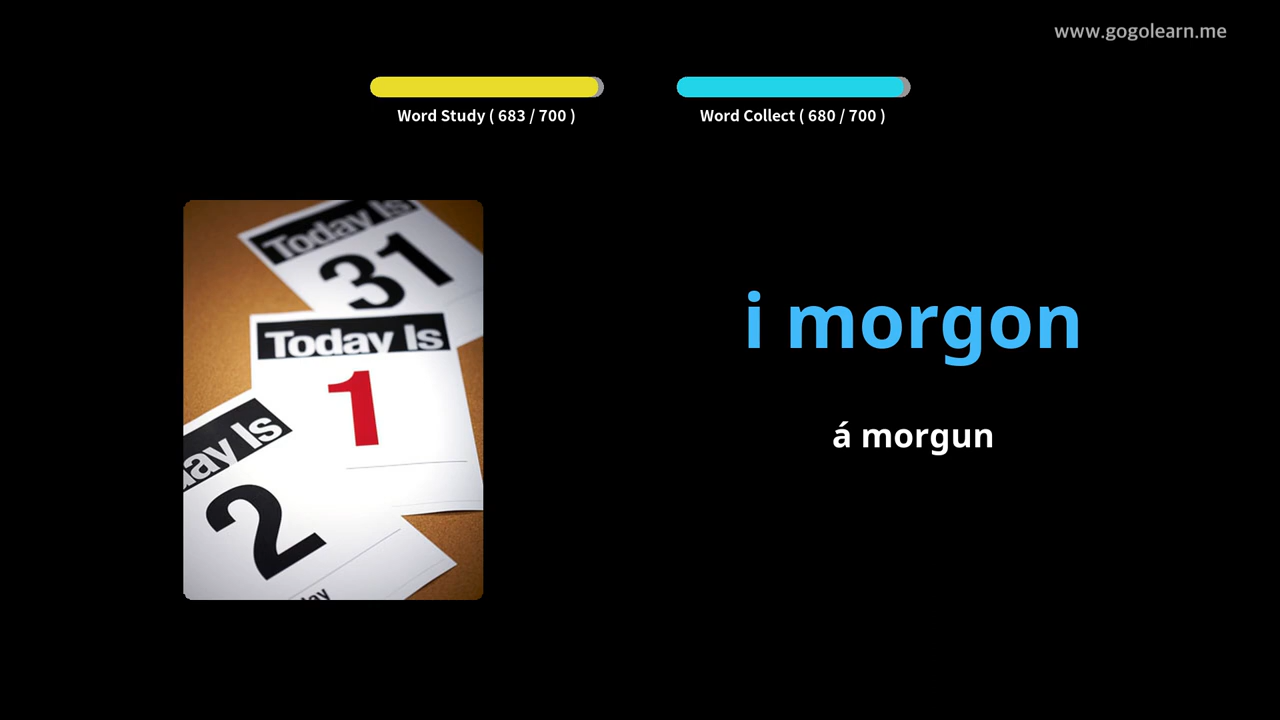 www.gogolearn.me
Word Study ( 683 / 700 )
Word Collect ( 680 / 700 )
Today Is
31
Today Is
1
day Is
2
i morgon
á morgun